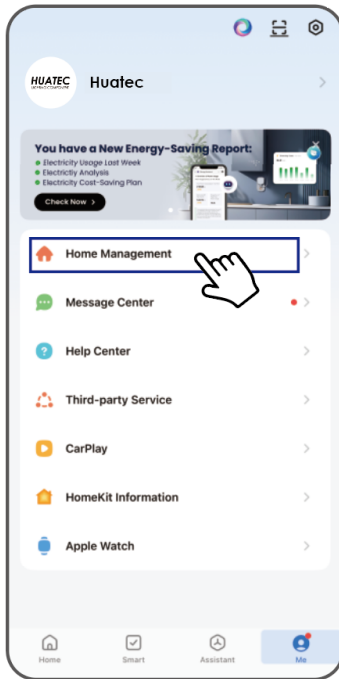 HUATEC
Huatec
You have a New Energy-Saving Report:
Electricity Usage Last Week
Electrictiy Analysis
Electricity Cost-Saving Plan
Check Now >
Home Management
Message Center
Help Center
Third-party Service
CarPlay
HomeKit Information
Apple Watch
Home
Smart
Assistant
Me